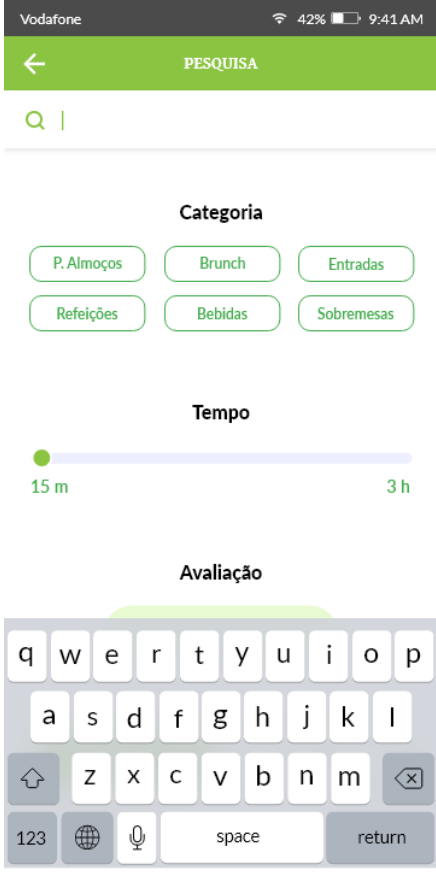 Vodafone 42% 9:41 AM
PESQUISA
Categoria
P. Almoços Brunch Entradas
Refeições Bebidas Sobremesas
Tempo
15 m 3 h
Avaliação
q w e r t y u i o p
a s d f g h j k l
z x c v b n m
123 space return